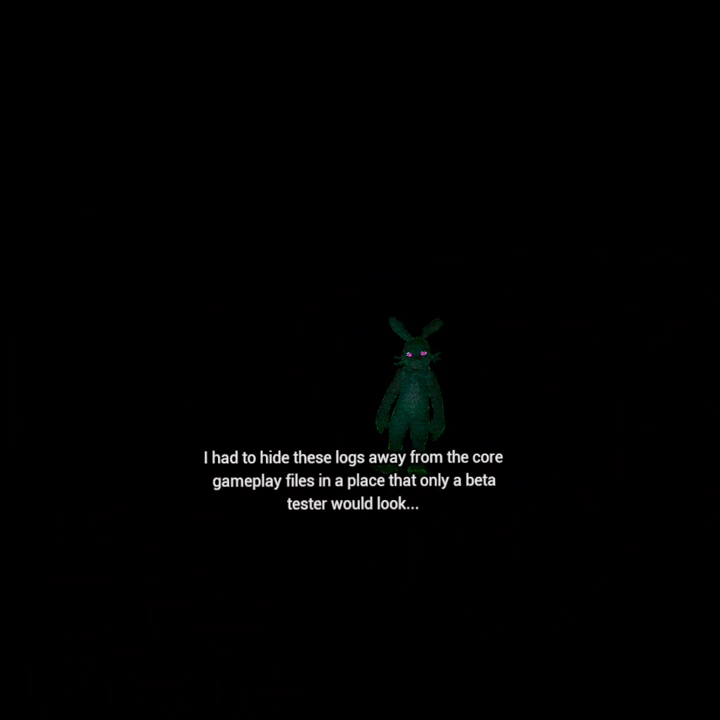 I had to hide these logs away from the core
gameplay files in a place that only a beta
tester would look...